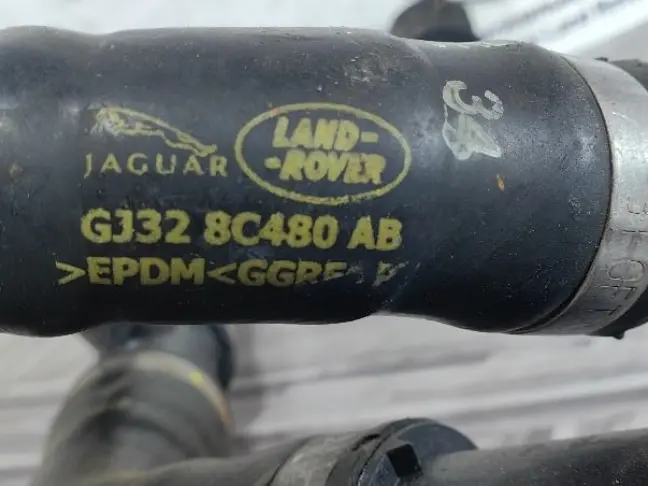 JAGUAR
LAND-
-ROVER
GJ32 8C480 AB
>EPDM<
34